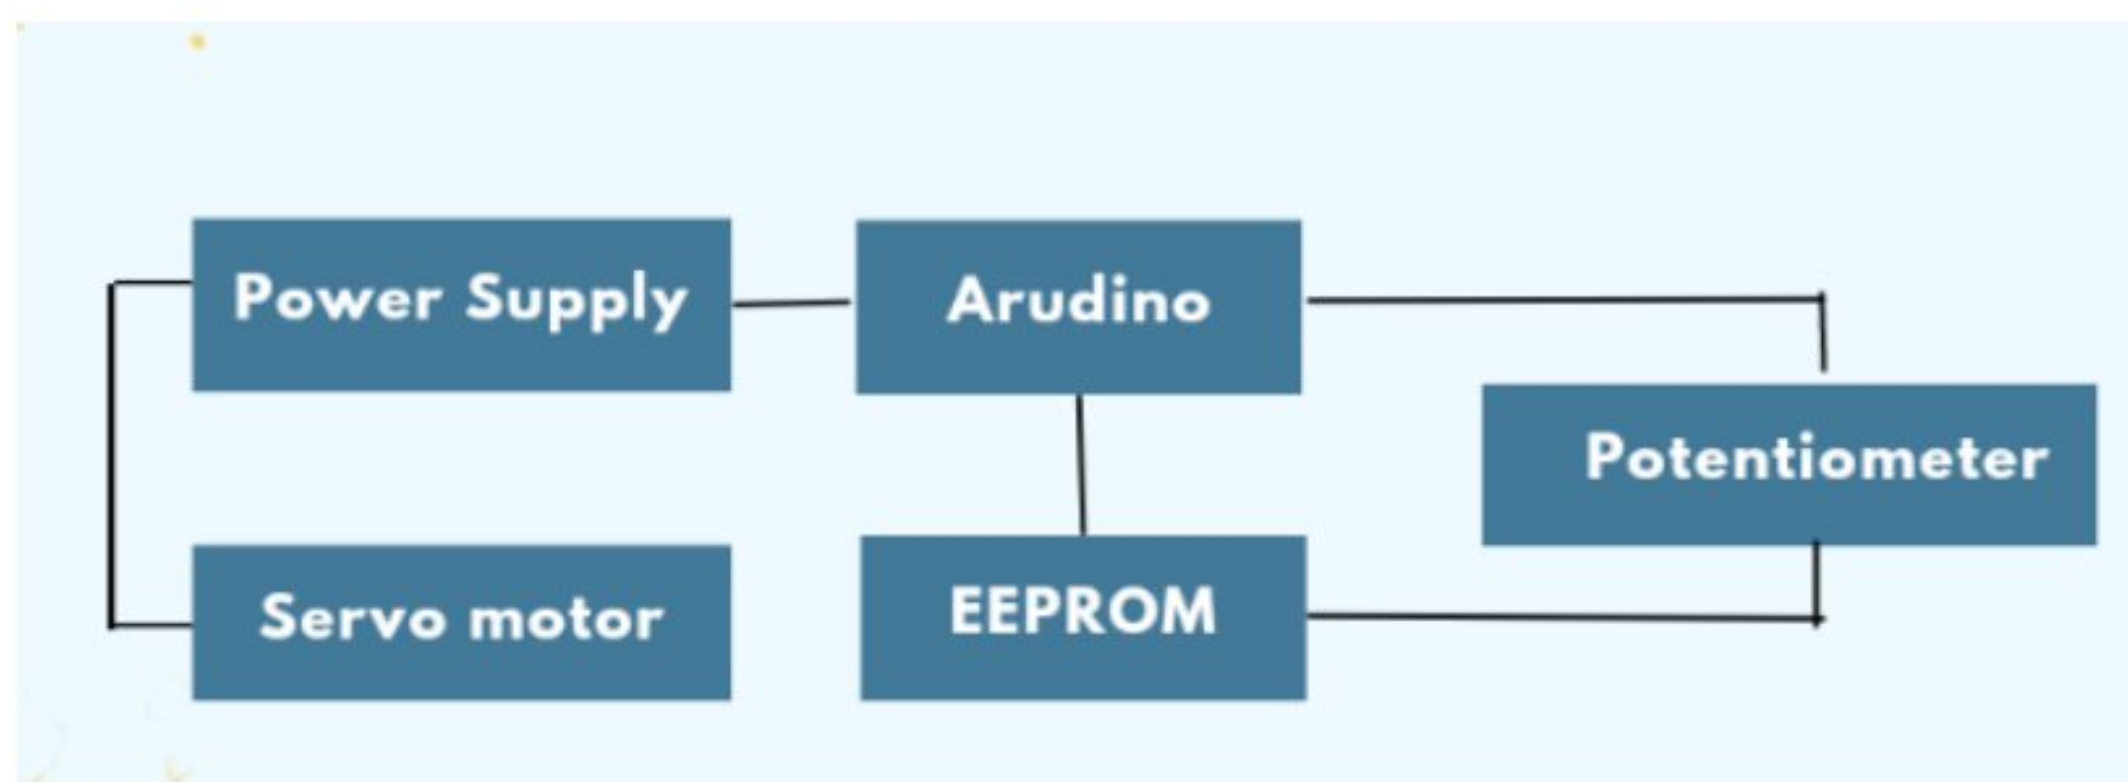 Power Supply
Arudino
Potentiometer
Servo motor
EEPROM